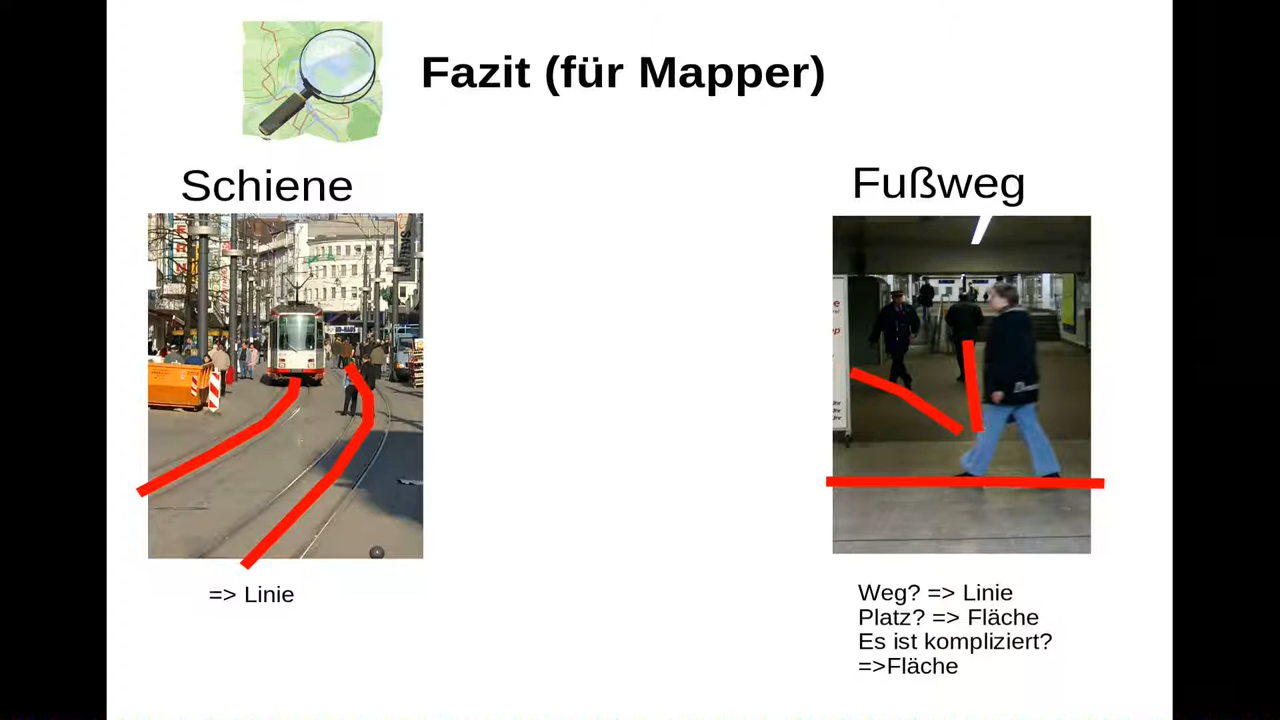 Fazit (für Mapper)
Schiene
Fußweg
=> Linie
Weg? => Linie
Platz? => Fläche
Es ist kompliziert?
=>Fläche